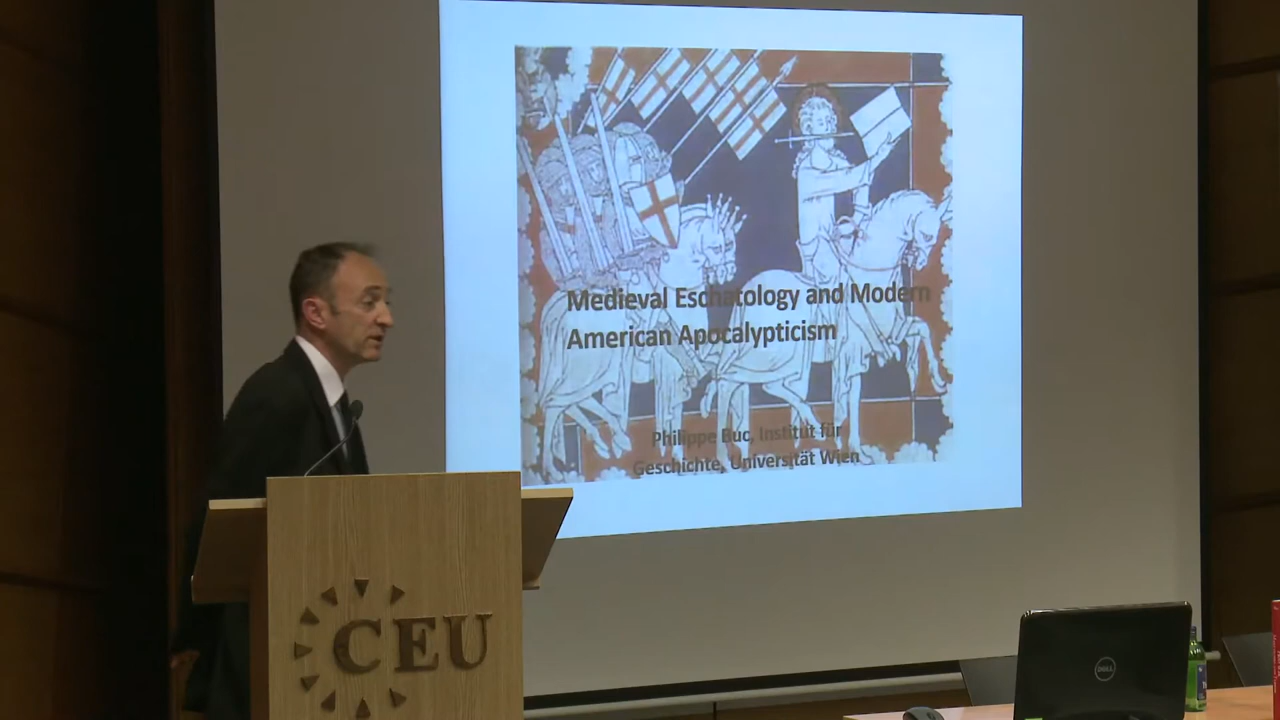 Medieval Eschatology and Modern
American Apocalypticism
Philippe Buc, Institut für
Geschichte, Universität Wien
CEU
DELL